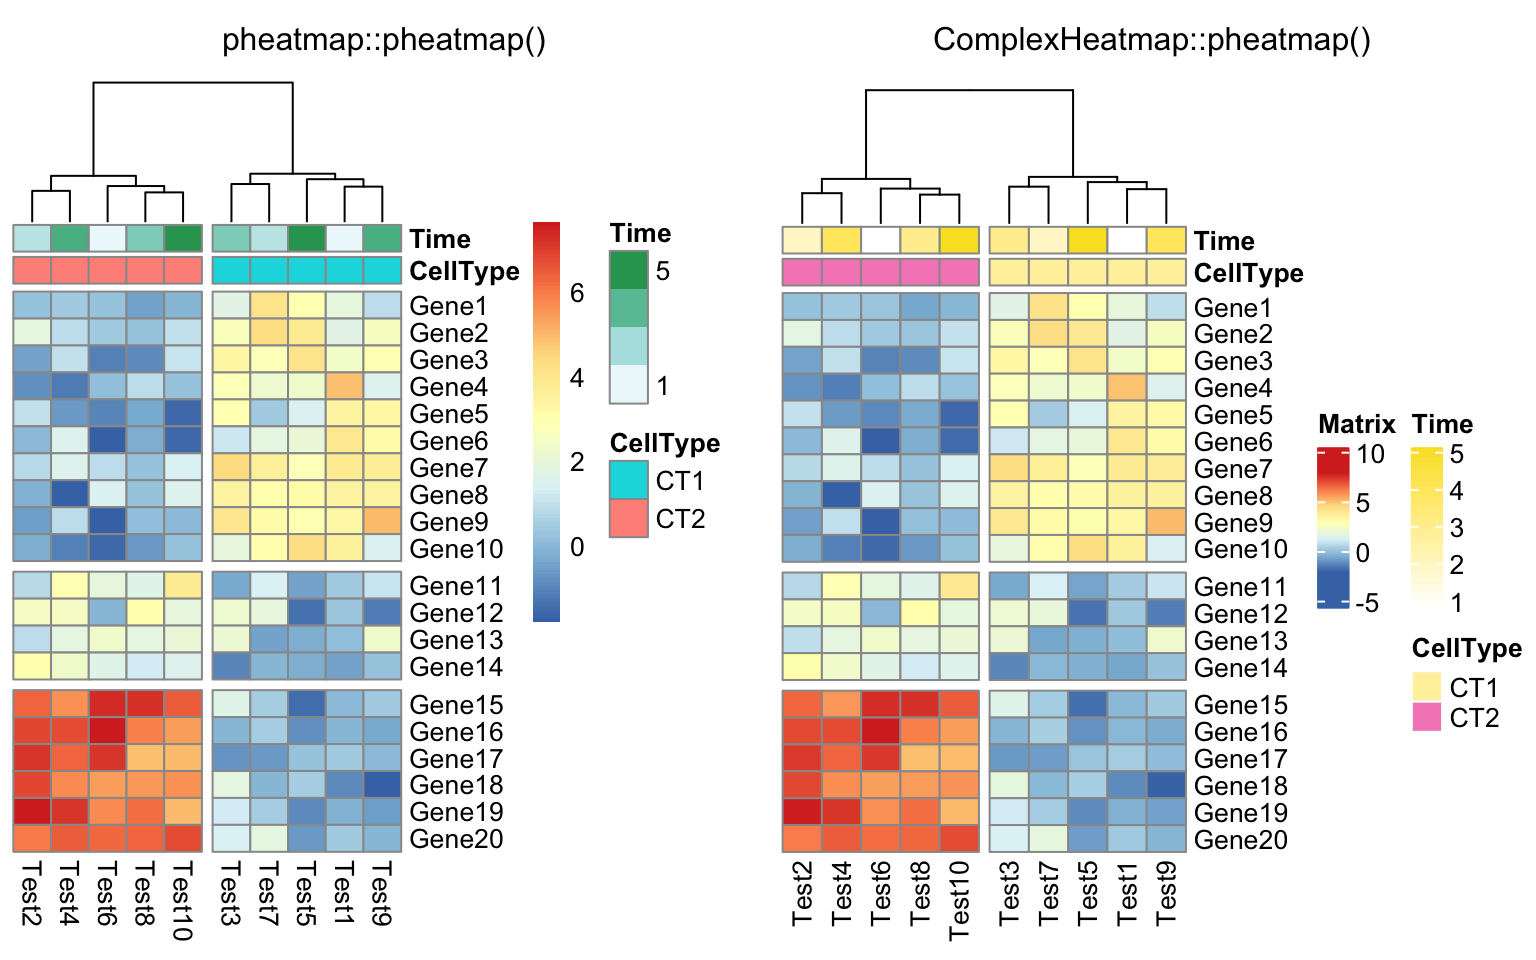 pheatmap::pheatmap()
Time
CellType
Gene1
Gene2
Gene3
Gene4
Gene5
Gene6
Gene7
Gene8
Gene9
Gene10
Gene11
Gene12
Gene13
Gene14
Gene15
Gene16
Gene17
Gene18
Gene19
Gene20
Test2
Test4
Test6
Test8
Test10
Test3
Test7
Test5
Test1
Test9
6
4
2
0
Time
5
1
CellType
CT1
CT2
ComplexHeatmap::pheatmap()
Time
CellType
Gene1
Gene2
Gene3
Gene4
Gene5
Gene6
Gene7
Gene8
Gene9
Gene10
Gene11
Gene12
Gene13
Gene14
Gene15
Gene16
Gene17
Gene18
Gene19
Gene20
Test2
Test4
Test6
Test8
Test10
Test3
Test7
Test5
Test1
Test9
Matrix
10
5
0
-5
Time
5
4
3
2
1
CellType
CT1
CT2